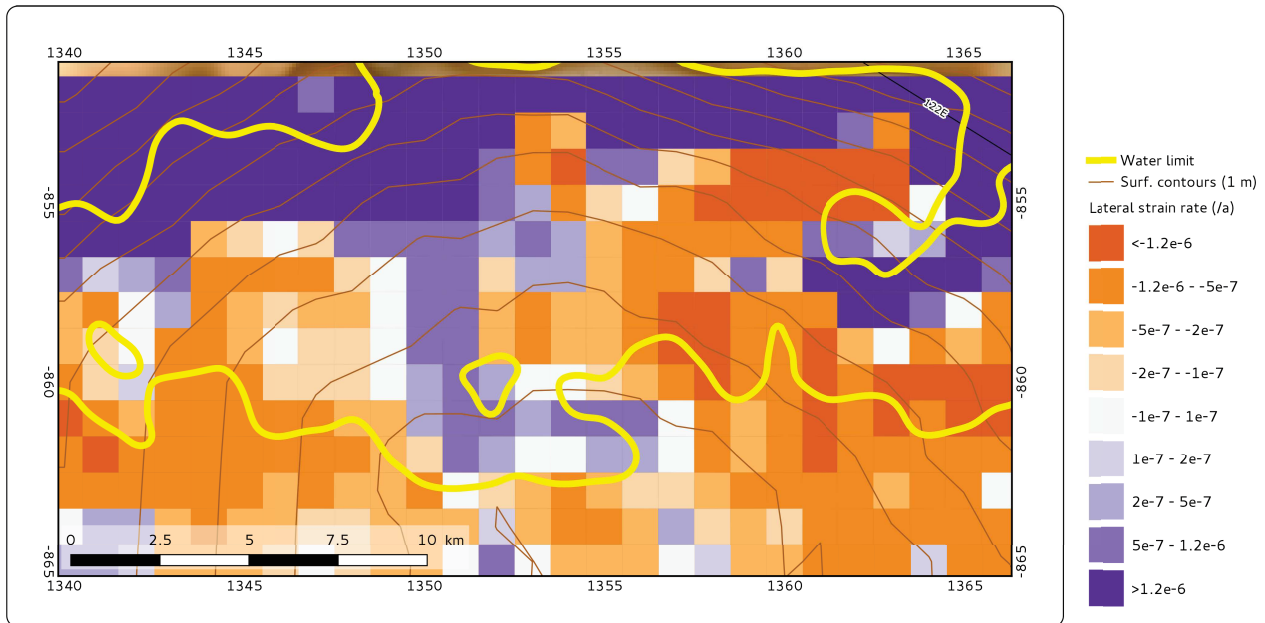 1340 1345 1350 1355 1360 1365
122E
-855 -855
-860 -860
-865 -865
0 2.5 5 7.5 10 km
1340 1345 1350 1355 1360 1365
Water limit
Surf. contours (1 m)
Lateral strain rate (/a)
<-1.2e-6
-1.2e-6 - -5e-7
-5e-7 - -2e-7
-2e-7 - -1e-7
-1e-7 - 1e-7
1e-7 - 2e-7
2e-7 - 5e-7
5e-7 - 1.2e-6
>1.2e-6